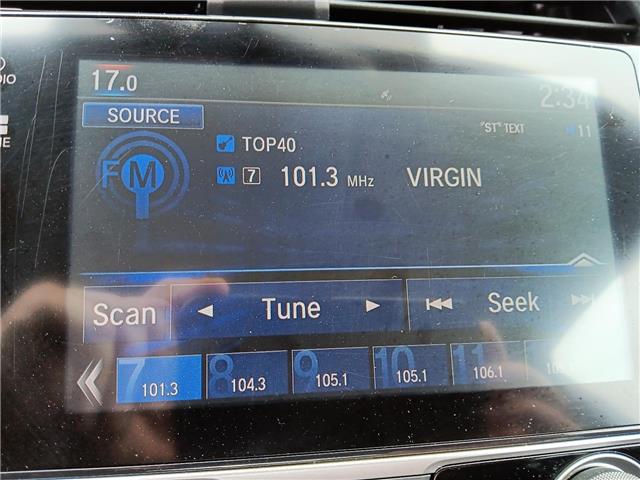 17.0
2:34
SOURCE
"ST" TEXT
11
FM
TOP40
7 101.3 MHz VIRGIN
Scan
Tune
Seek
7 101.3
8 104.3
9 105.1
10 105.1
11 106.1